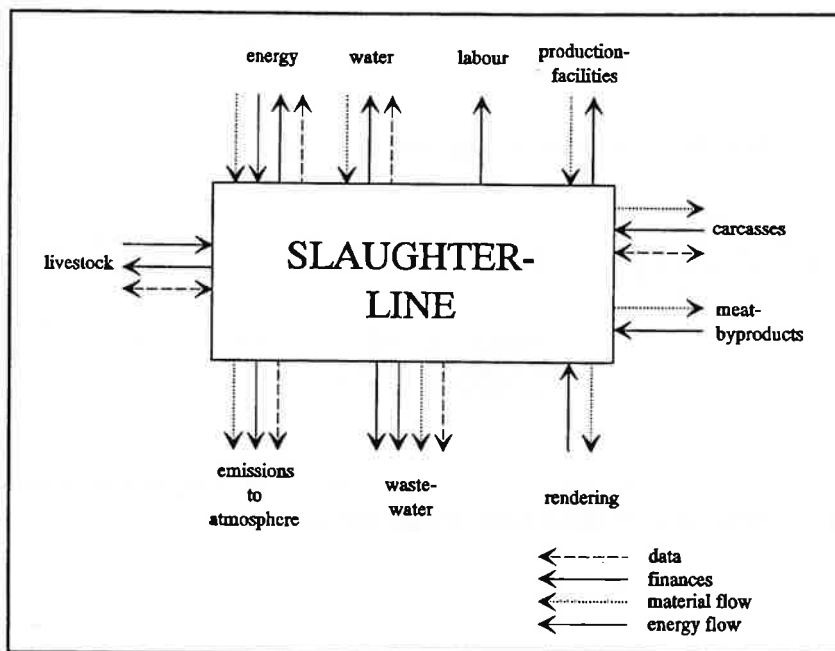 energy
water
labour
production-
facilities
livestock
SLAUGHTER-
LINE
carcasses
meat-
byproducts
emissions
to
atmosphere
waste-
water
rendering
data
finances
material flow
energy flow